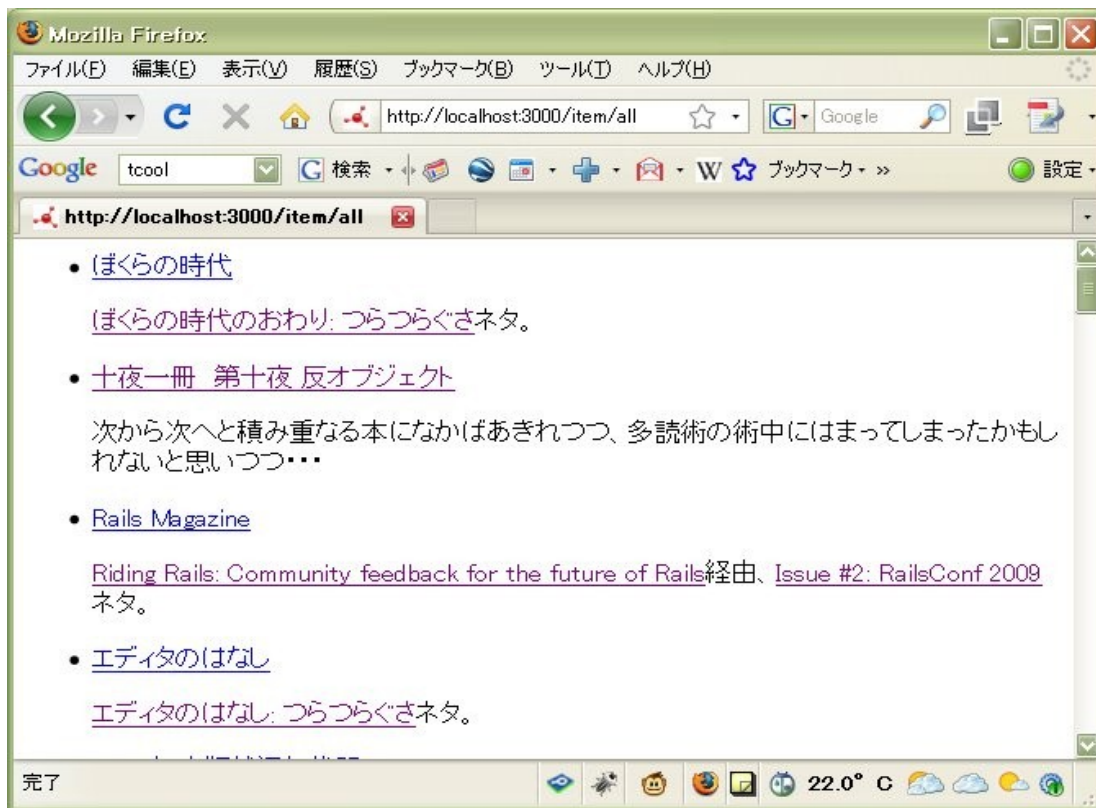 Mozilla Firefox
ファイル(F) 編集(E) 表示(V) 履歴(S) ブックマーク(B) ツール(T) ヘルプ(H)
http://localhost:3000/item/all G Google
Google tcool G 検索 W ブックマーク » 設定
http://localhost:3000/item/all
ぼくらの時代
ぼくらの時代のおわり: つらつらぐさネタ。
十夜一冊 第十夜 反オブジェクト
次から次へと積み重なる本になかばあきれつつ、多読術の術中にはまってしまったかもし
れないと思いつつ・・・
Rails Magazine
Riding Rails: Community feedback for the future of Rails経由、Issue #2: RailsConf 2009
ネタ。
エディタのはなし
エディタのはなし: つらつらぐさネタ。
完了 22.0° C